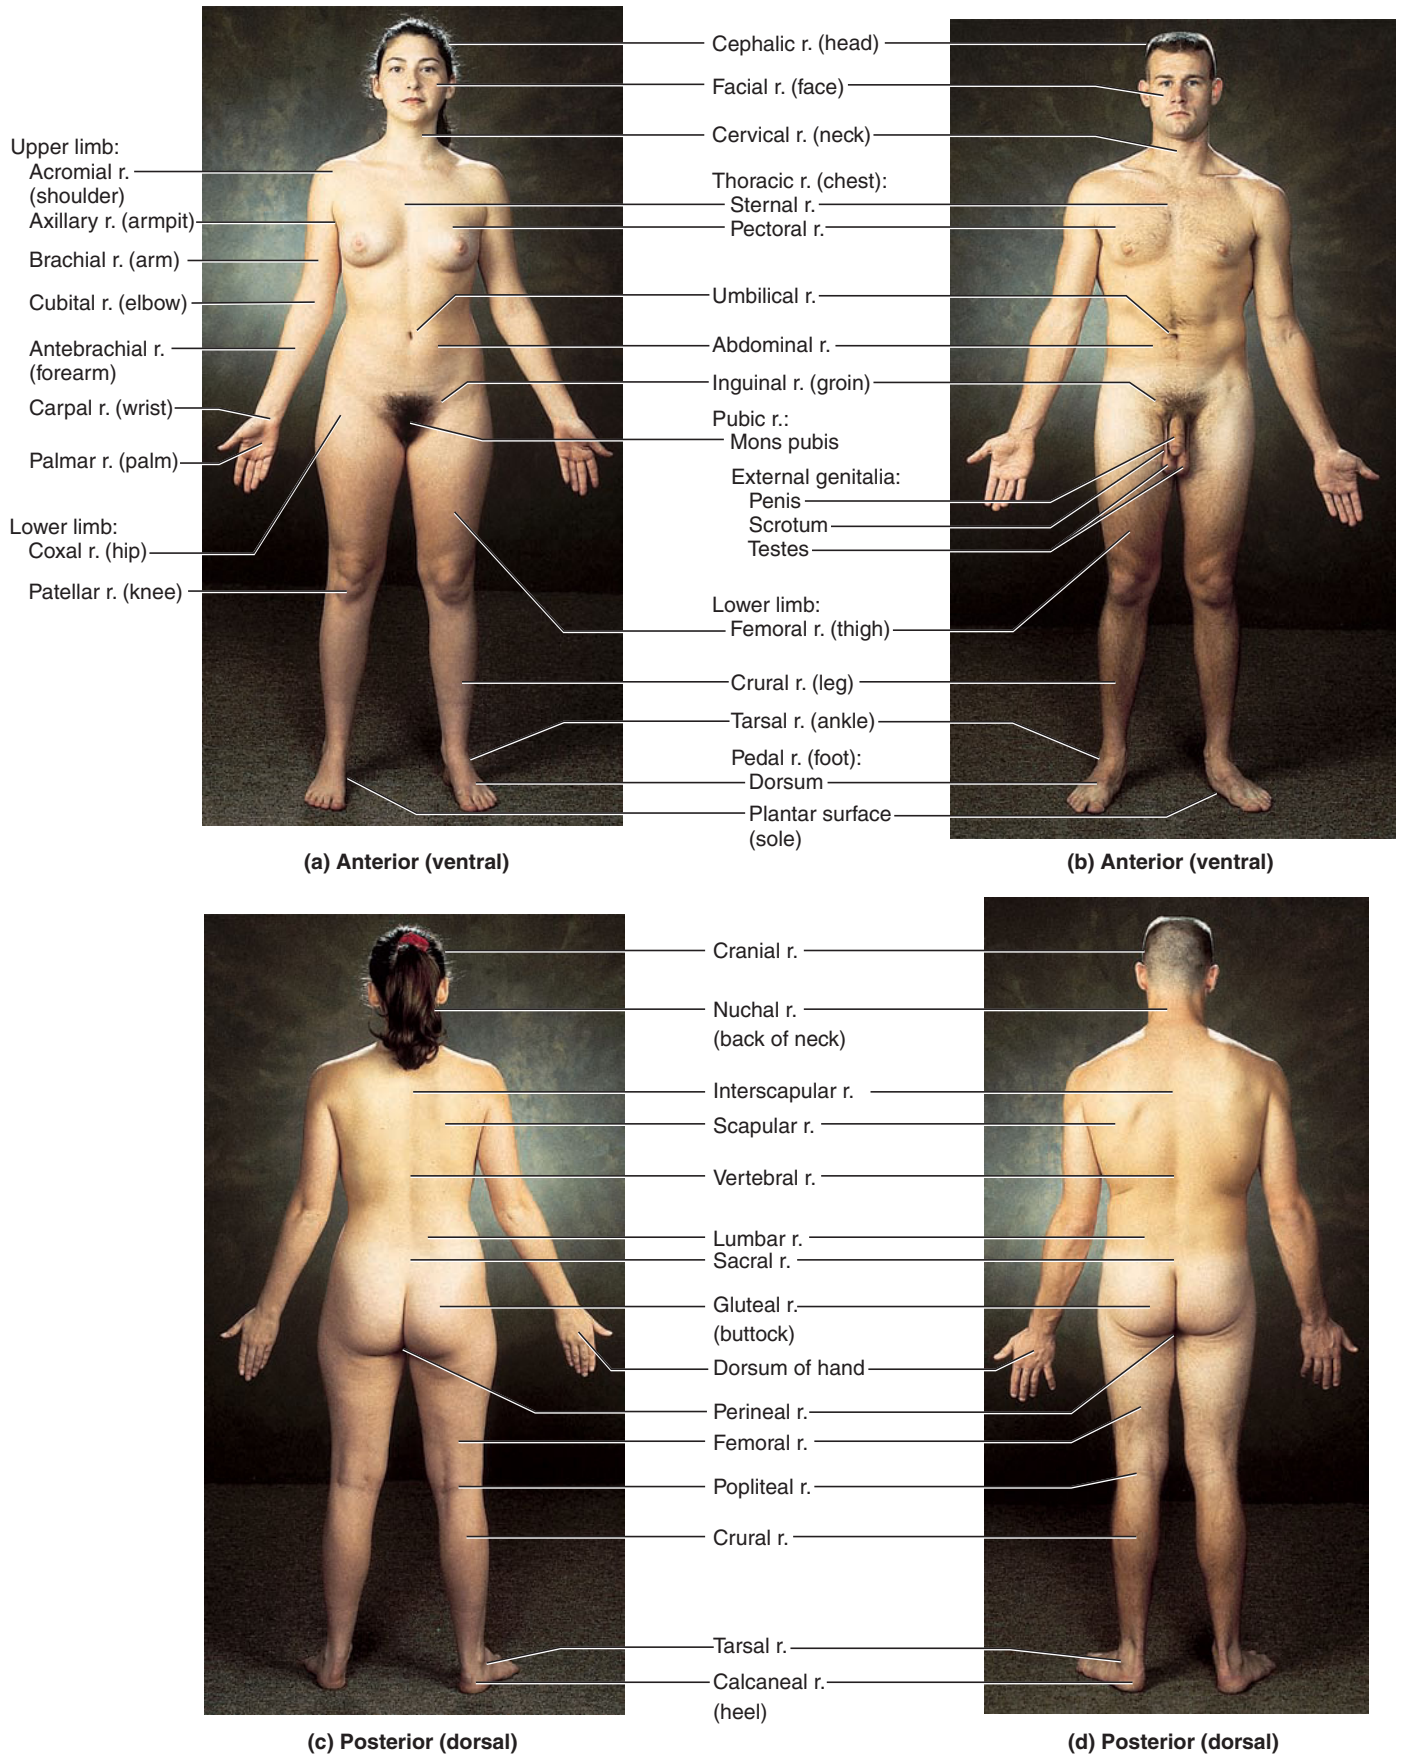 Cephalic r. (head)
Facial r. (face)
Cervical r. (neck)
Upper limb:
Acromial r.
(shoulder)
Axillary r. (armpit)
Brachial r. (arm)
Cubital r. (elbow)
Antebrachial r.
(forearm)
Carpal r. (wrist)
Palmar r. (palm)
Lower limb:
Coxal r. (hip)
Patellar r. (knee)
Thoracic r. (chest):
Sternal r.
Pectoral r.
Umbilical r.
Abdominal r.
Inguinal r. (groin)
Pubic r.:
Mons pubis
External genitalia:
Penis
Scrotum
Testes
Lower limb:
Femoral r. (thigh)
Crural r. (leg)
Tarsal r. (ankle)
Pedal r. (foot):
Dorsum
Plantar surface
(sole)
(a) Anterior (ventral)
(b) Anterior (ventral)
Cranial r.
Nuchal r.
(back of neck)
Interscapular r.
Scapular r.
Vertebral r.
Lumbar r.
Sacral r.
Gluteal r.
(buttock)
Dorsum of hand
Perineal r.
Femoral r.
Popliteal r.
Crural r.
Tarsal r.
Calcaneal r.
(heel)
(c) Posterior (dorsal)
(d) Posterior (dorsal)